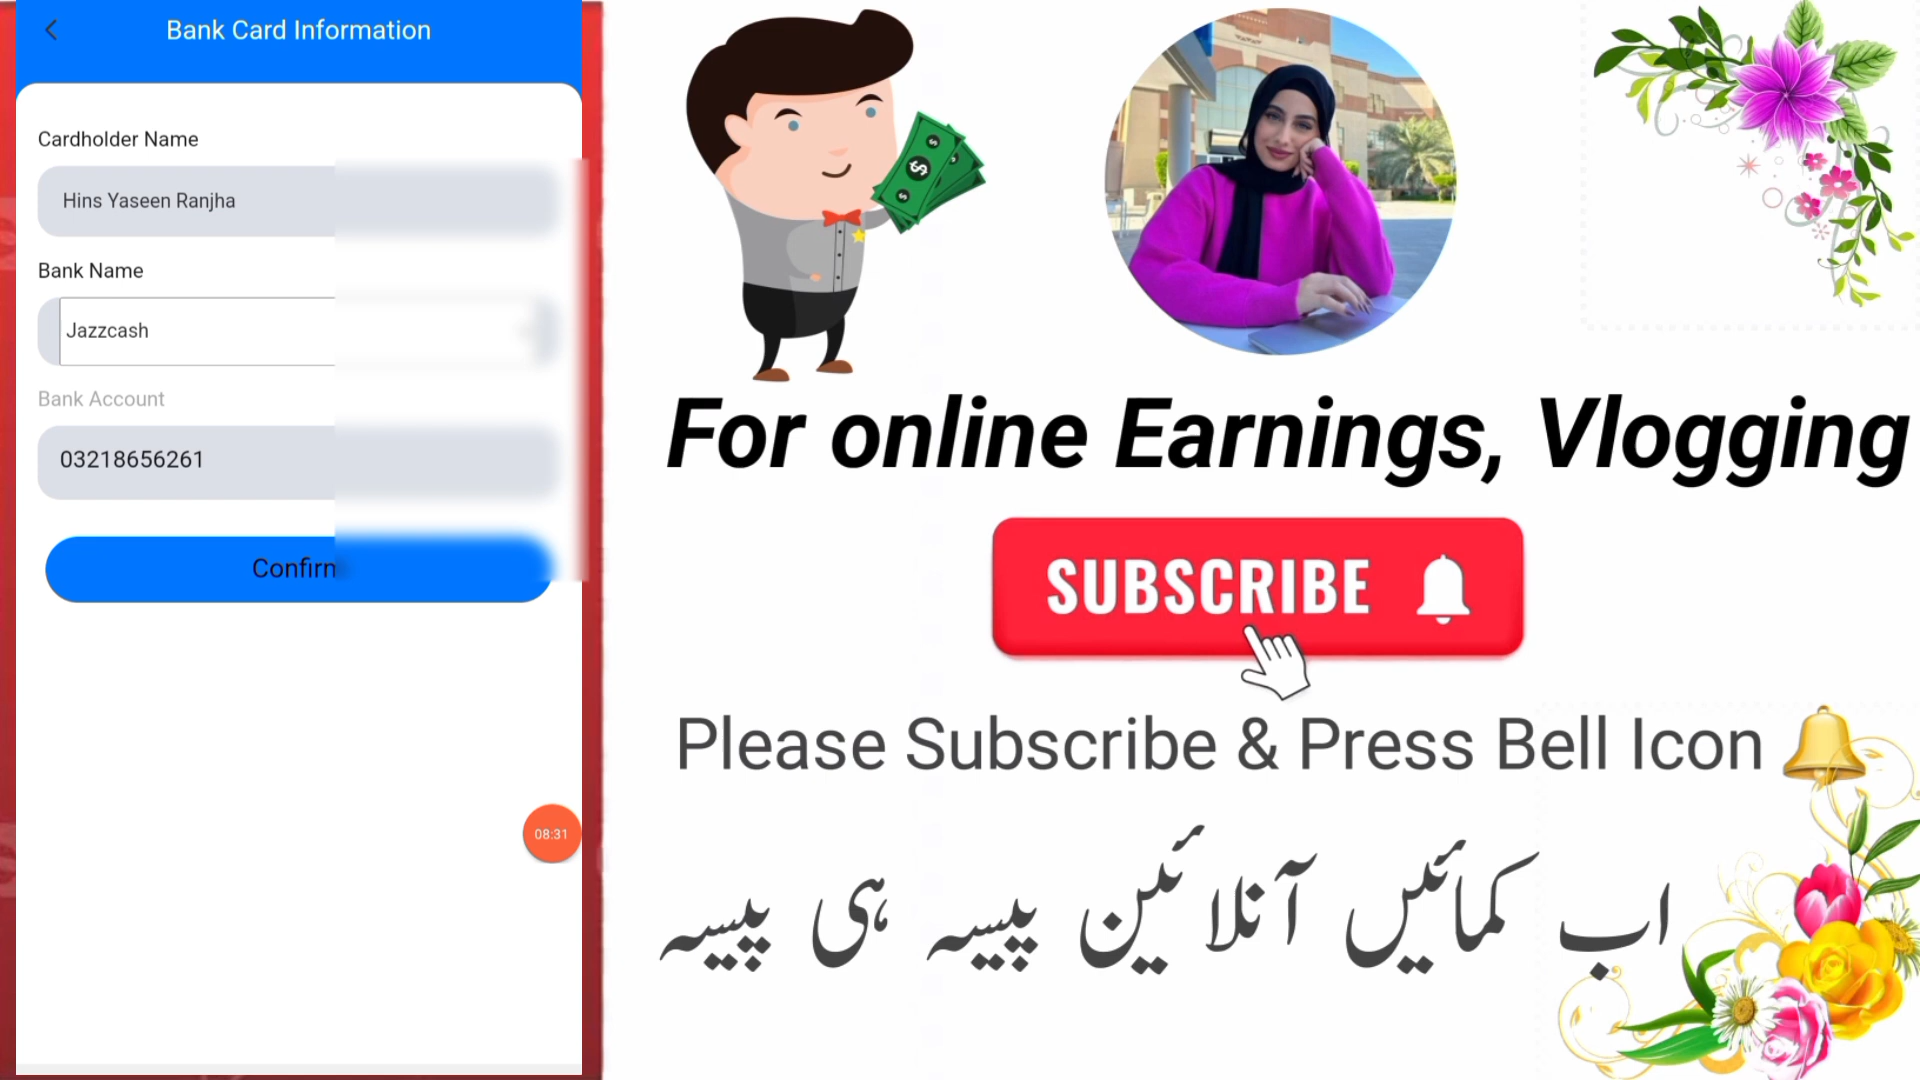 Bank Card Information
Cardholder Name
Hins Yaseen Ranjha
Bank Name
Jazzcash
Bank Account
03218656261
Confirm
08:31
For online Earnings, Vlogging
SUBSCRIBE
Please Subscribe & Press Bell Icon
اب کمائیں آنلائین پیسہ ہی پیسہ